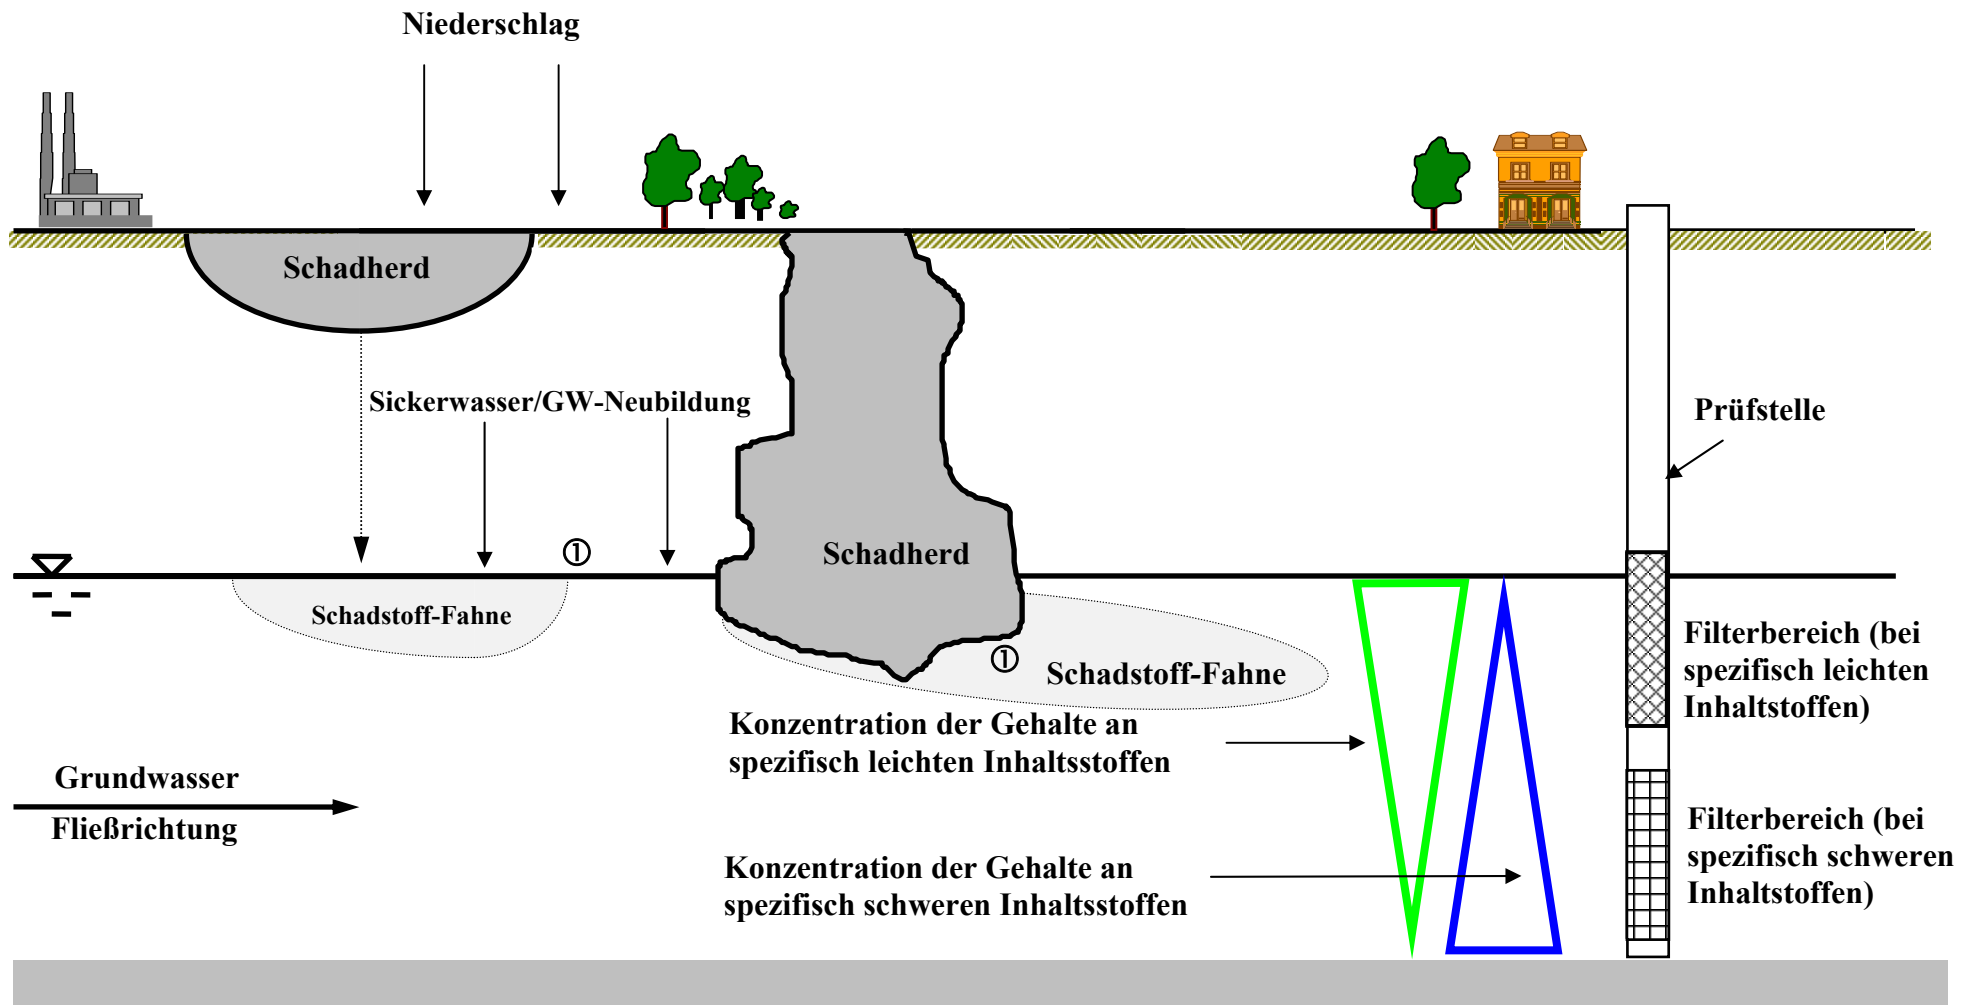 Niederschlag
Schadherd
Sickerwasser/GW-Neubildung
Prüfstelle
①
Schadherd
Schadstoff-Fahne
①
Schadstoff-Fahne
Filterbereich (bei
spezifisch leichten
Inhaltstoffen)
Konzentration der Gehalte an
spezifisch leichten Inhaltsstoffen
Grundwasser
Fließrichtung
Filterbereich (bei
spezifisch schweren
Inhaltstoffen)
Konzentration der Gehalte an
spezifisch schweren Inhaltsstoffen